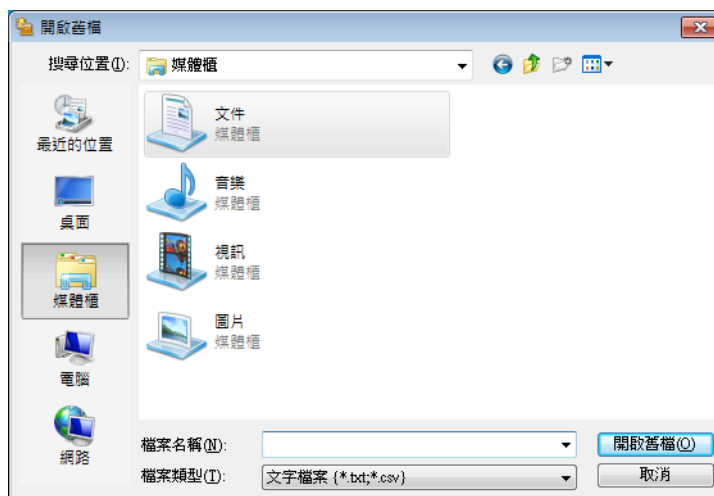 開啟舊檔
搜尋位置(I):
媒體櫃
最近的位置
桌面
媒體櫃
電腦
網路
文件
媒體櫃
音樂
媒體櫃
視訊
媒體櫃
圖片
媒體櫃
檔案名稱(N):
開啟舊檔(O)
檔案類型(T):
文字檔案 {*.txt;*.csv}
取消